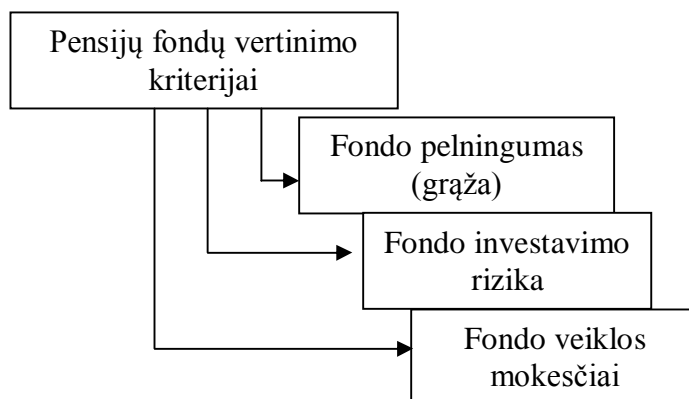 Pensijų fondų vertinimo
kriterijai
Fondo pelningumas
(grąža)
Fondo investavimo
rizika
Fondo veiklos
mokesčiai